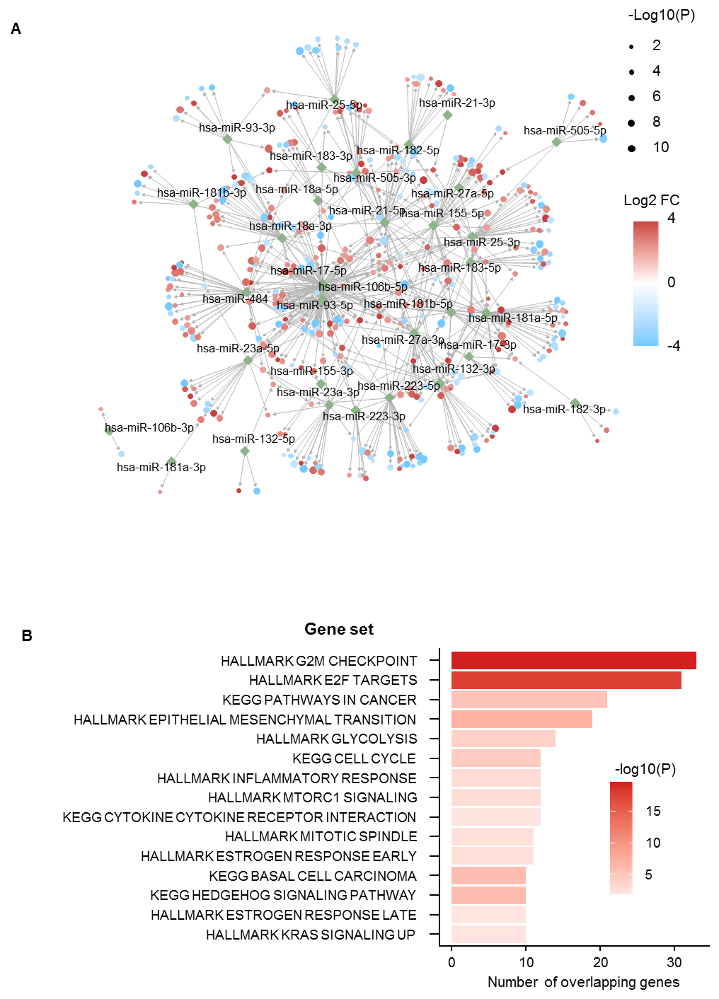 A
-Log10(P)
2
4
6
8
10
Log2 FC
4
0
-4
hsa-miR-25-5p
hsa-miR-21-3p
hsa-miR-93-3p
hsa-miR-505-5p
hsa-miR-182-5p
hsa-miR-183-3p
hsa-miR-505-3p
hsa-miR-181b-3p
hsa-miR-18a-5p
hsa-miR-27a-5p
hsa-miR-21-5p
hsa-miR-155-5p
hsa-miR-18a-3p
hsa-miR-25-3p
hsa-miR-17-5p
hsa-miR-183-5p
hsa-miR-106b-5p
hsa-miR-484
hsa-miR-93-5p
hsa-miR-181b-5p
hsa-miR-181a-5p
hsa-miR-27a-3p
hsa-miR-17-3p
hsa-miR-23a-5p
hsa-miR-155-3p
hsa-miR-132-3p
hsa-miR-223-5p
hsa-miR-23a-3p
hsa-miR-182-3p
hsa-miR-223-3p
hsa-miR-106b-3p
hsa-miR-132-5p
hsa-miR-181a-3p
B
Gene set
HALLMARK G2M CHECKPOINT
HALLMARK E2F TARGETS
KEGG PATHWAYS IN CANCER
HALLMARK EPITHELIAL MESENCHYMAL TRANSITION
HALLMARK GLYCOLYSIS
KEGG CELL CYCLE
HALLMARK INFLAMMATORY RESPONSE
HALLMARK MTORC1 SIGNALING
KEGG CYTOKINE CYTOKINE RECEPTOR INTERACTION
HALLMARK MITOTIC SPINDLE
HALLMARK ESTROGEN RESPONSE EARLY
KEGG BASAL CELL CARCINOMA
KEGG HEDGEHOG SIGNALING PATHWAY
HALLMARK ESTROGEN RESPONSE LATE
HALLMARK KRAS SIGNALING UP
-log10(P)
15
10
5
0 10 20 30
Number of overlapping genes